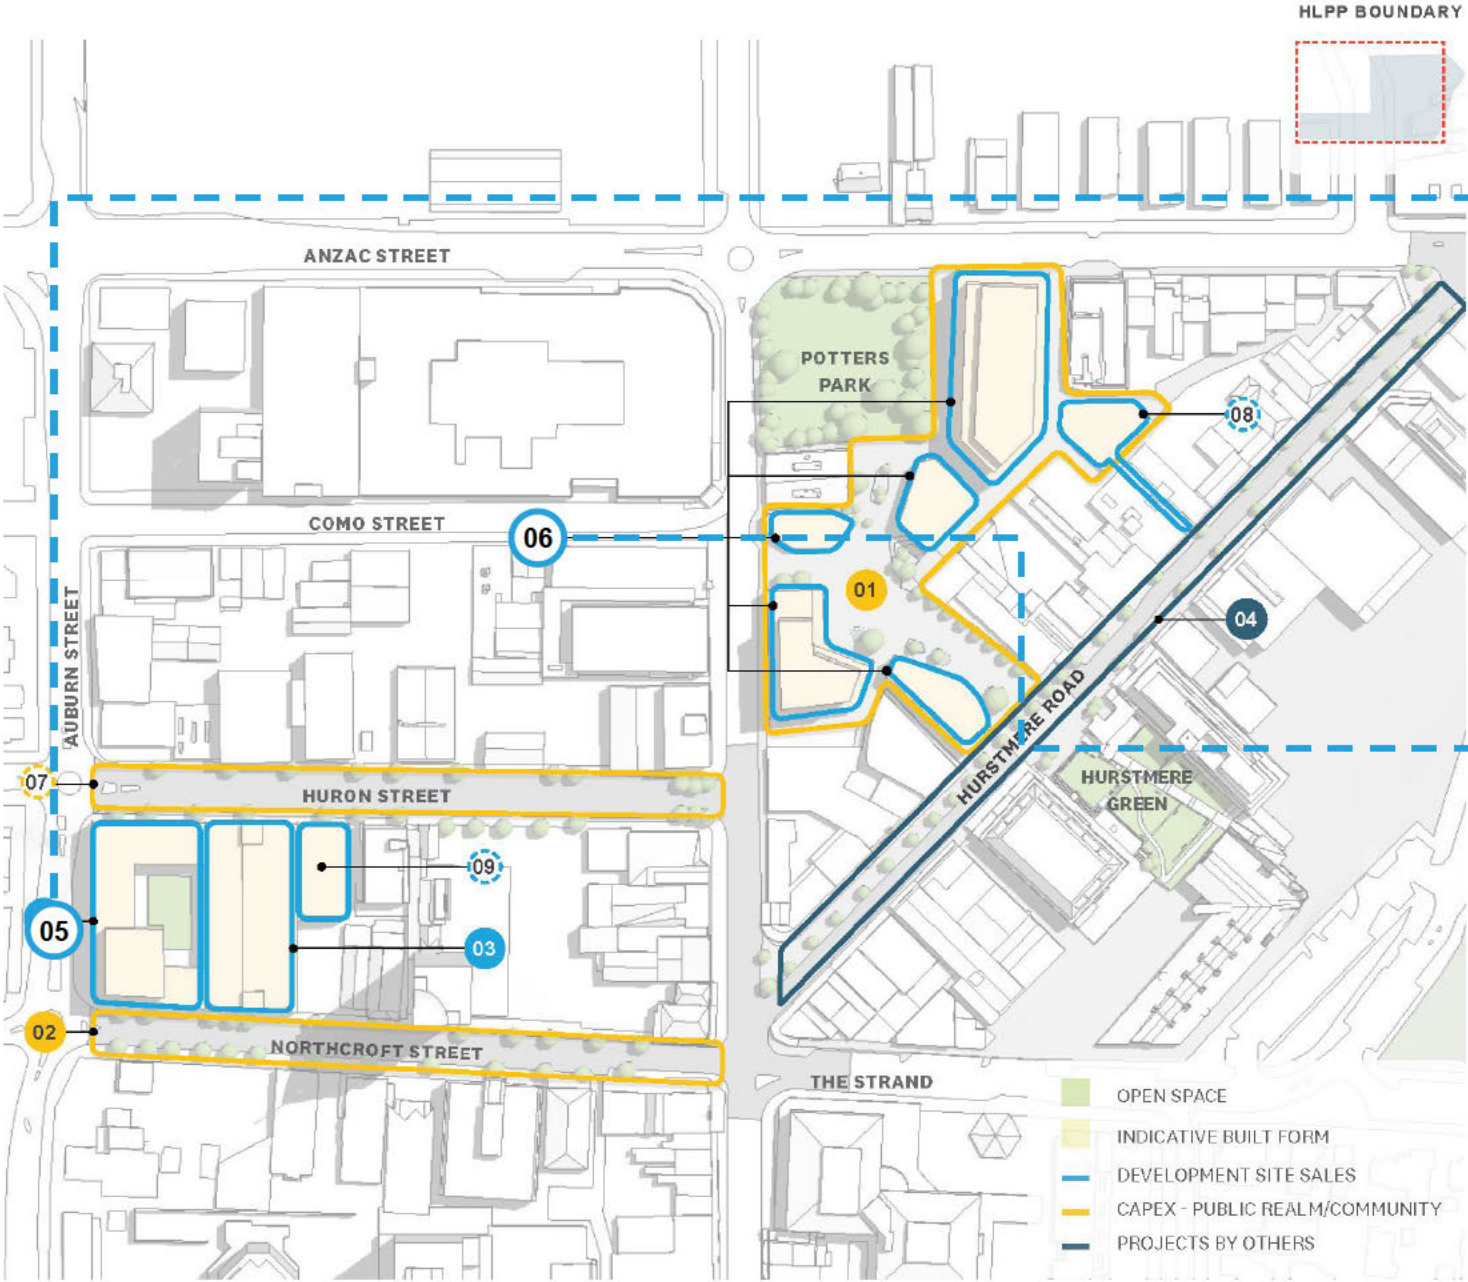 HLPP BOUNDARY
ANZAC STREET
POTTERS
PARK
08
COMO STREET
06
01
04
AUBURN STREET
HURSTMERE ROAD
07
HURON STREET
HURSTMERE
GREEN
09
05
03
02
NORTHCROFT STREET
THE STRAND
OPEN SPACE
INDICATIVE BUILT FORM
DEVELOPMENT SITE SALES
CAPEX - PUBLIC REALM/COMMUNITY
PROJECTS BY OTHERS